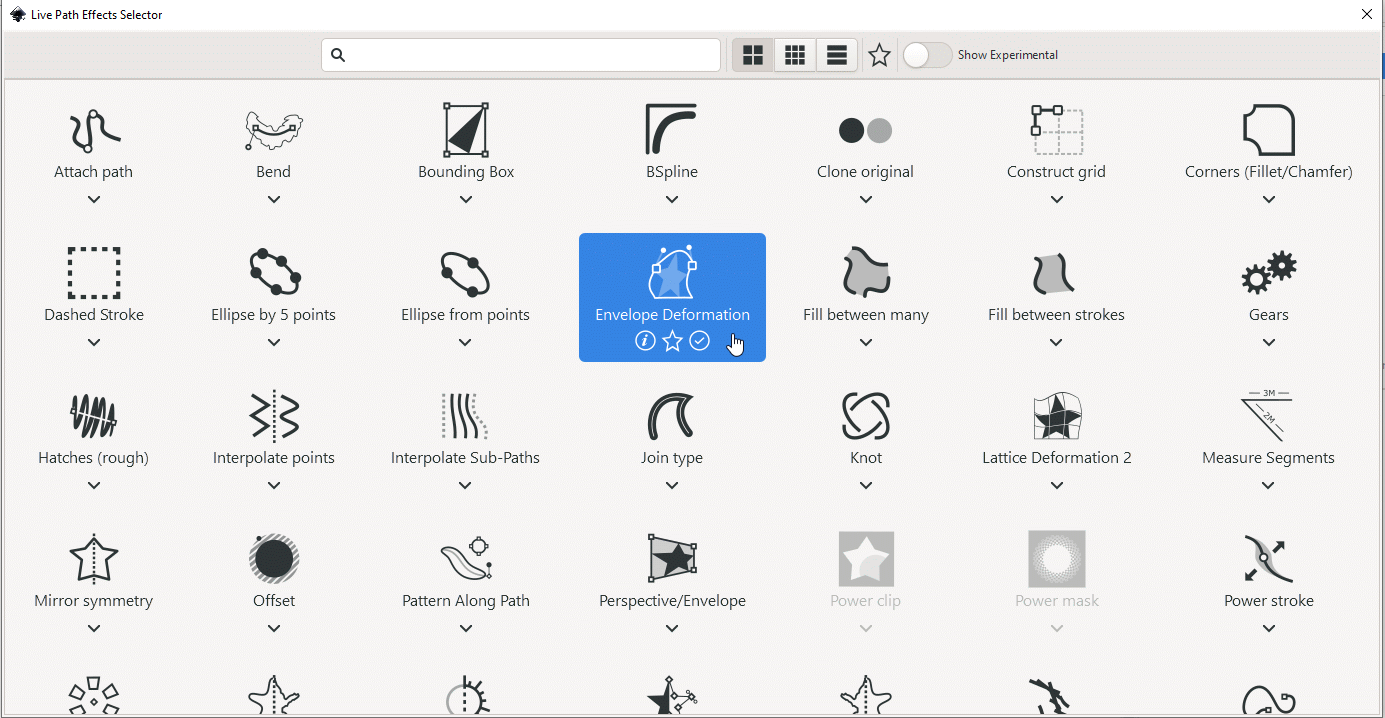 Live Path Effects Selector
Show Experimental
Attach path
Bend
Bounding Box
BSpline
Clone original
Construct grid
Corners (Fillet/Chamfer)
Dashed Stroke
Ellipse by 5 points
Ellipse from points
Envelope Deformation
Fill between many
Fill between strokes
Gears
3M
2M
Hatches (rough)
Interpolate points
Interpolate Sub-Paths
Join type
Knot
Lattice Deformation 2
Measure Segments
Mirror symmetry
Offset
Pattern Along Path
Perspective/Envelope
Power clip
Power mask
Power stroke